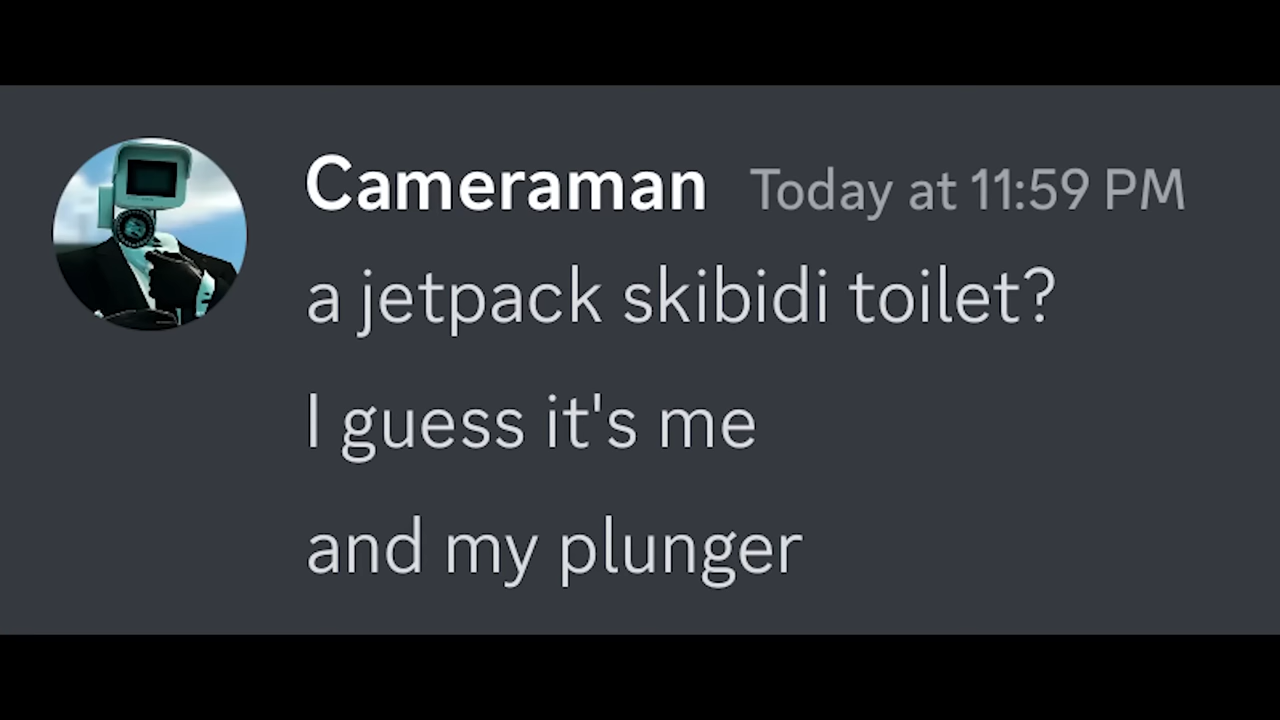 Cameraman Today at 11:59 PM
a jetpack skibidi toilet?
I guess it's me
and my plunger